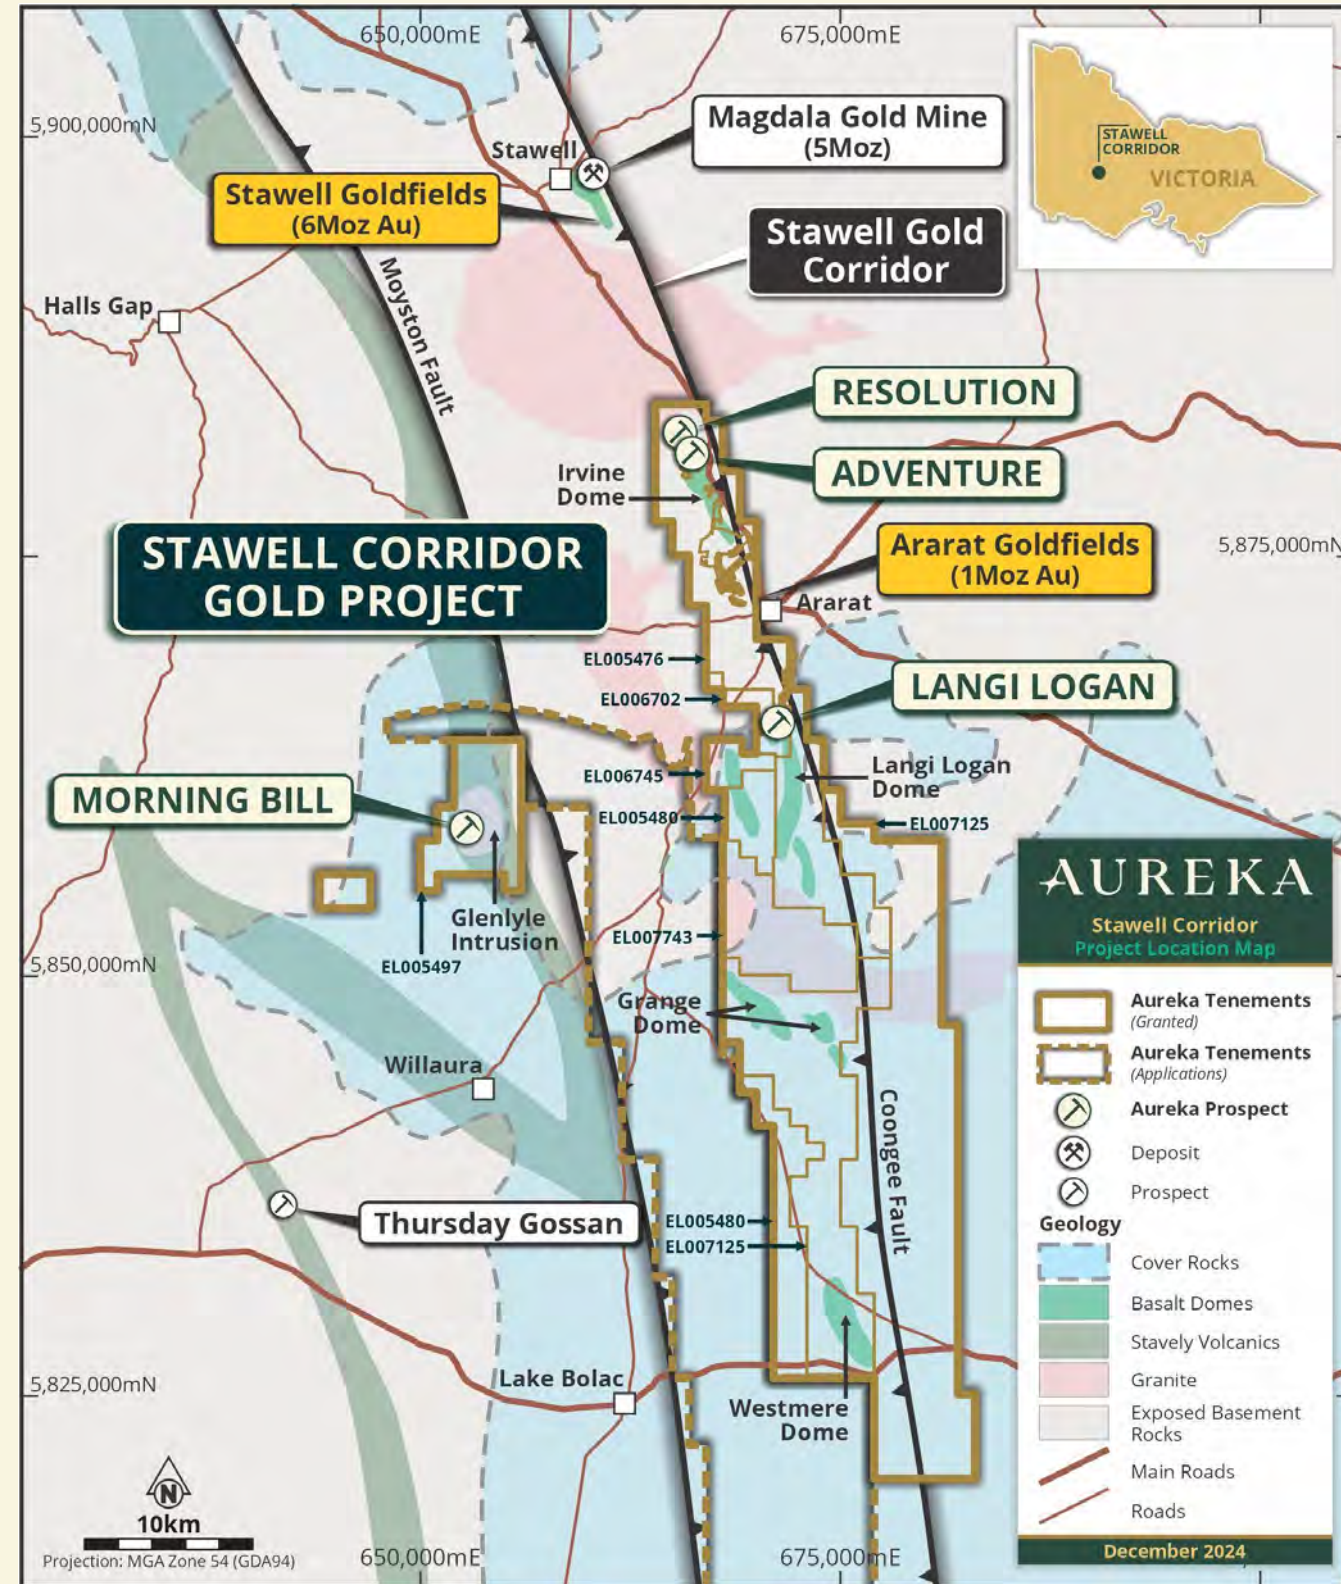 650,000mE
675,000mE
5,900,000mN
Stawell
Magdala Gold Mine
(5Moz)
STAWELL
CORRIDOR
VICTORIA
Stawell Goldfields
(6Moz Au)
Stawell Gold
Corridor
Moyston Fault
Halls Gap
RESOLUTION
ADVENTURE
Irvine
Dome
STAWELL CORRIDOR
GOLD PROJECT
Ararat Goldfields
(1Moz Au)
5,875,000mN
Ararat
EL005476
EL006702
LANGI LOGAN
EL006745
Langi Logan
Dome
MORNING BILL
EL005480
EL007125
Glenlyle
Intrusion
EL007743
EL005497
5,850,000mN
Grange
Dome
Willaura
Coongee Fault
Thursday Gossan
EL005480
EL007125
Lake Bolac
5,825,000mN
Westmere
Dome
N
10km
Projection: MGA Zone 54 (GDA94)
650,000mE
675,000mE
AUREKA
Stawell Corridor
Project Location Map
Aureka Tenements
(Granted)
Aureka Tenements
(Applications)
Aureka Prospect
Deposit
Prospect
Geology
Cover Rocks
Basalt Domes
Stavely Volcanics
Granite
Exposed Basement
Rocks
Main Roads
Roads
December 2024